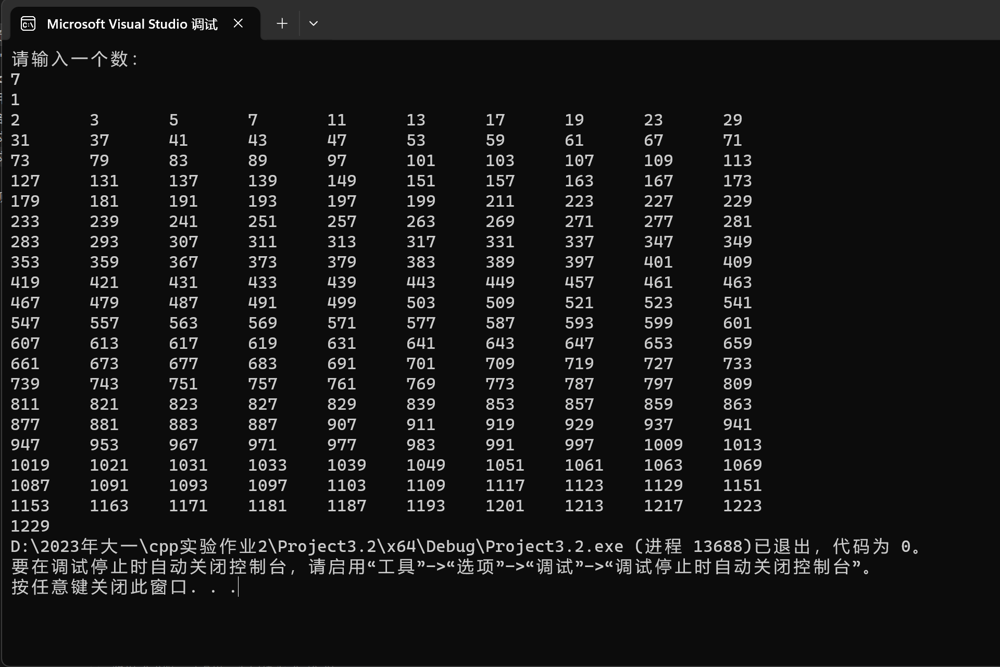 Microsoft Visual Studio 调试
请输入一个数：
7
1
2 3 5 7 11 13 17 19 23 29
31 37 41 43 47 53 59 61 67 71
73 79 83 89 97 101 103 107 109 113
127 131 137 139 149 151 157 163 167 173
179 181 191 193 197 199 211 223 227 229
233 239 241 251 257 263 269 271 277 281
283 293 307 311 313 317 331 337 347 349
353 359 367 373 379 383 389 397 401 409
419 421 431 433 439 443 449 457 461 463
467 479 487 491 499 503 509 521 523 541
547 557 563 569 571 577 587 593 599 601
607 613 617 619 631 641 643 647 653 659
661 673 677 683 691 701 709 719 727 733
739 743 751 757 761 769 773 787 797 809
811 821 823 827 829 839 853 857 859 863
877 881 883 887 907 911 919 929 937 941
947 953 967 971 977 983 991 997 1009 1013
1019 1021 1031 1033 1039 1049 1051 1061 1063 1069
1087 1091 1093 1097 1103 1109 1117 1123 1129 1151
1153 1163 1171 1181 1187 1193 1201 1213 1217 1223
1229
D:\2023年大一\cpp实验作业2\Project3.2\x64\Debug\Project3.2.exe (进程 13688)已退出，代码为 0。
要在调试停止时自动关闭控制台，请启用“工具”->“选项”->“调试”->“调试停止时自动关闭控制台”。
按任意键关闭此窗口. . .